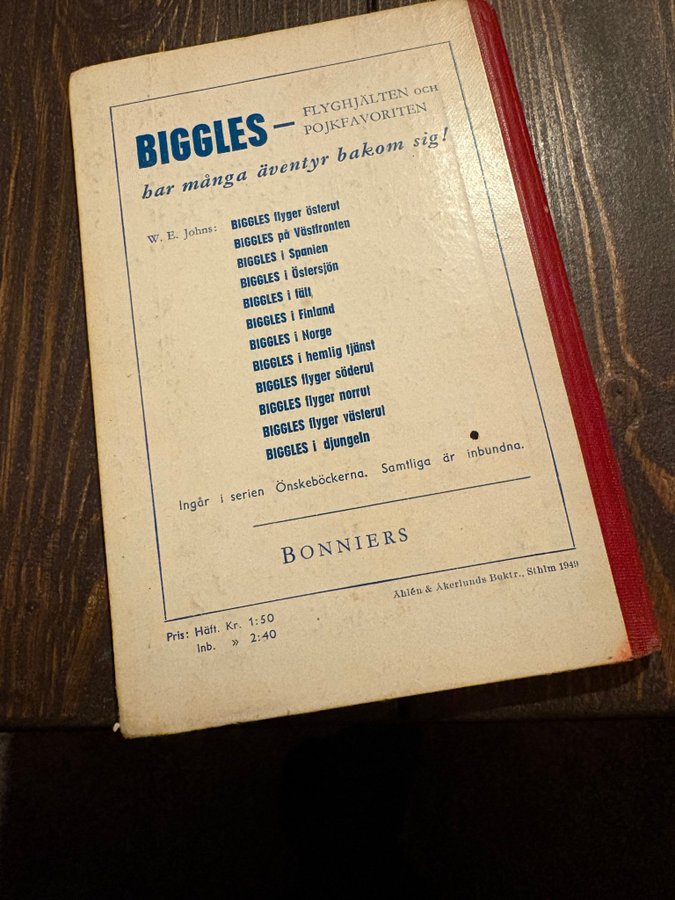 BIGGLES — FLYGHJÄLTEN OCH
POJKFAVORITEN
har många äventyr bakom sig!
W. E. Johns: BIGGLES flyger österut
BIGGLES på Västfronten
BIGGLES i Spanien
BIGGLES i Östersjön
BIGGLES i fält
BIGGLES i Finland
BIGGLES i Norge
BIGGLES i hemlig tjänst
BIGGLES flyger söderut
BIGGLES flyger norrut
BIGGLES flyger västerut
BIGGLES i djungeln
Ingår i serien Önskeböckerna. Samtliga är inbundna.
BONNIERS
Åhlén & Åkerlunds Boktr., Sthlm 1949
Pris: Häft. Kr. 1:50
Inb. » 2:40